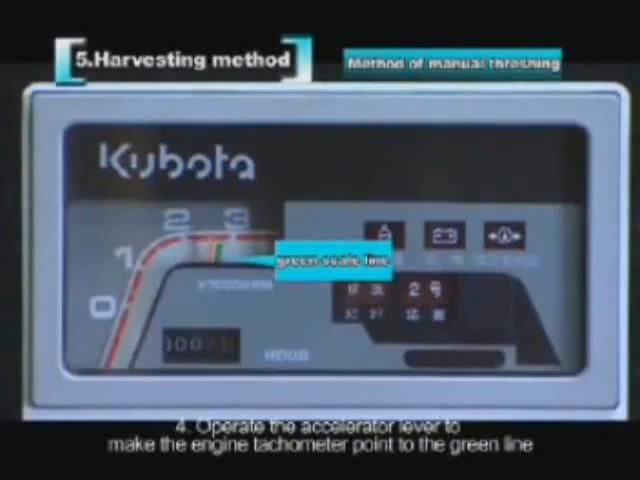 5.Harvesting method
Method of manual threshing
Kubota
2 3
1
green scale line
0
HOUR
4. Operate the accelerator lever to
make the engine tachometer point to the green line